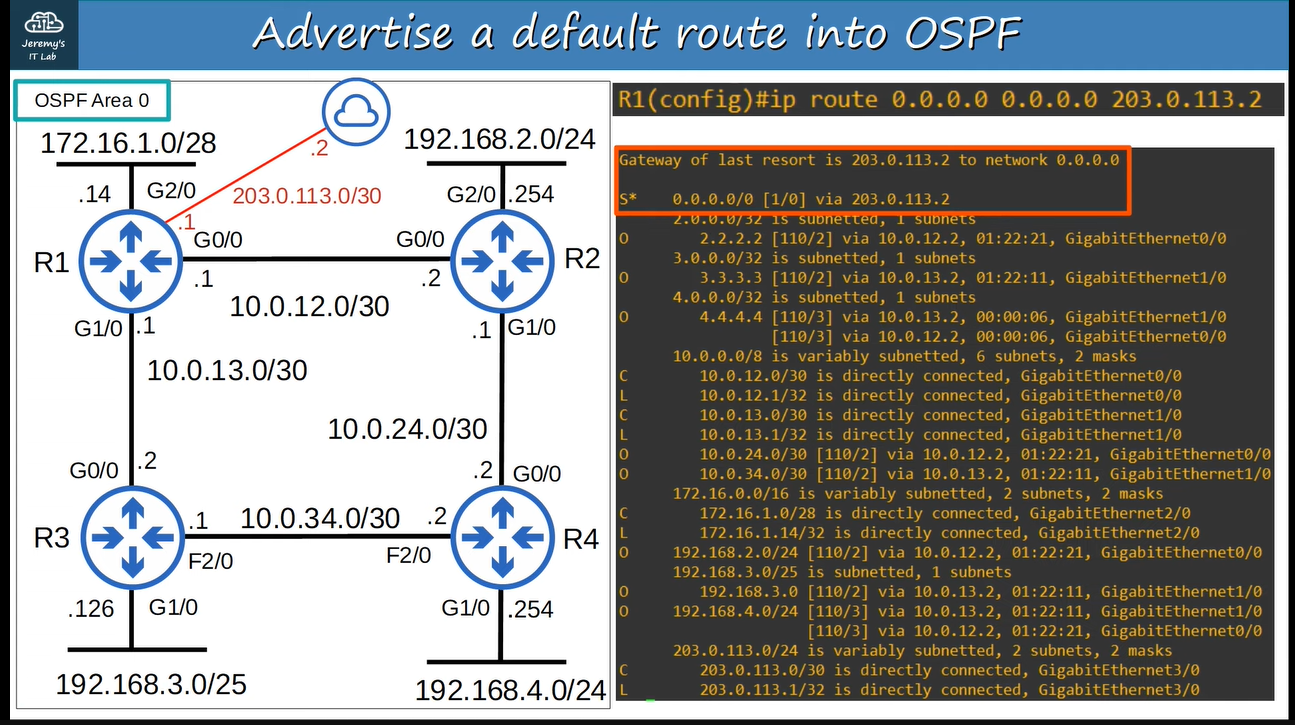 Jeremy's
IT Lab
Advertise a default route into OSPF
OSPF Area 0
172.16.1.0/28
192.168.2.0/24
.2
.14
G2/0
203.0.113.0/30
G2/0
.254
.1
R1
G0/0
G0/0
R2
.1
.2
10.0.12.0/30
G1/0
.1
.1
G1/0
10.0.13.0/30
10.0.24.0/30
G0/0
.2
.2
G0/0
R3
.1
10.0.34.0/30
.2
R4
F2/0
F2/0
.126
G1/0
G1/0
.254
192.168.3.0/25
192.168.4.0/24
R1(config)#ip route 0.0.0.0 0.0.0.0 203.0.113.2
Gateway of last resort is 203.0.113.2 to network 0.0.0.0
S* 0.0.0.0/0 [1/0] via 203.0.113.2
2.0.0.0/32 is subnetted, 1 subnets
O 2.2.2.2 [110/2] via 10.0.12.2, 01:22:21, GigabitEthernet0/0
3.0.0.0/32 is subnetted, 1 subnets
O 3.3.3.3 [110/2] via 10.0.13.2, 01:22:11, GigabitEthernet1/0
4.0.0.0/32 is subnetted, 1 subnets
O 4.4.4.4 [110/3] via 10.0.13.2, 00:00:06, GigabitEthernet1/0
[110/3] via 10.0.12.2, 00:00:06, GigabitEthernet0/0
10.0.0.0/8 is variably subnetted, 6 subnets, 2 masks
C 10.0.12.0/30 is directly connected, GigabitEthernet0/0
L 10.0.12.1/32 is directly connected, GigabitEthernet0/0
C 10.0.13.0/30 is directly connected, GigabitEthernet1/0
L 10.0.13.1/32 is directly connected, GigabitEthernet1/0
O 10.0.24.0/30 [110/2] via 10.0.12.2, 01:22:21, GigabitEthernet0/0
O 10.0.34.0/30 [110/2] via 10.0.13.2, 01:22:11, GigabitEthernet1/0
172.16.0.0/16 is variably subnetted, 2 subnets, 2 masks
C 172.16.1.0/28 is directly connected, GigabitEthernet2/0
L 172.16.1.14/32 is directly connected, GigabitEthernet2/0
O 192.168.2.0/24 [110/2] via 10.0.12.2, 01:22:21, GigabitEthernet0/0
192.168.3.0/25 is subnetted, 1 subnets
O 192.168.3.0 [110/2] via 10.0.13.2, 01:22:11, GigabitEthernet1/0
O 192.168.4.0/24 [110/3] via 10.0.13.2, 01:22:11, GigabitEthernet1/0
[110/3] via 10.0.12.2, 01:22:21, GigabitEthernet0/0
203.0.113.0/24 is variably subnetted, 2 subnets, 2 masks
C 203.0.113.0/30 is directly connected, GigabitEthernet3/0
L 203.0.113.1/32 is directly connected, GigabitEthernet3/0